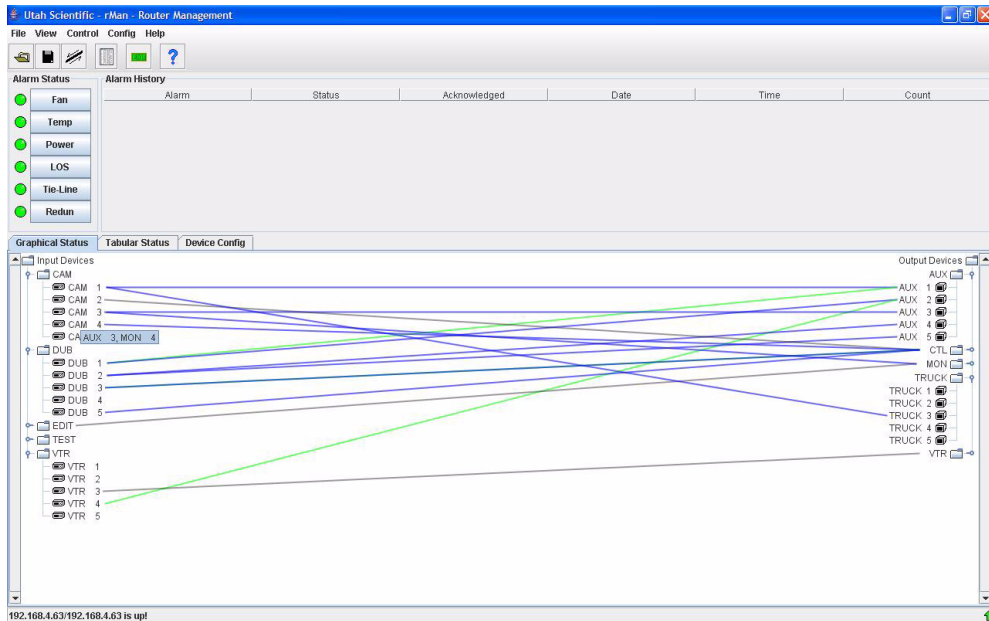 Utah Scientific - rMan - Router Management
File View Control Config Help
Alarm Status
Alarm History
Fan
Temp
Power
LOS
Tie-Line
Redun
Alarm Status Acknowledged Date Time Count
Graphical Status Tabular Status Device Config
Input Devices
CAM
CAM 1
CAM 2
CAM 3
CAM 4
CA
AUX 3, MON 4
DUB
DUB 1
DUB 2
DUB 3
DUB 4
DUB 5
EDIT
TEST
VTR
VTR 1
VTR 2
VTR 3
VTR 4
VTR 5
Output Devices
AUX
AUX 1
AUX 2
AUX 3
AUX 4
AUX 5
CTL
MON
TRUCK
TRUCK 1
TRUCK 2
TRUCK 3
TRUCK 4
TRUCK 5
VTR
192.168.4.63/192.168.4.63 is up!